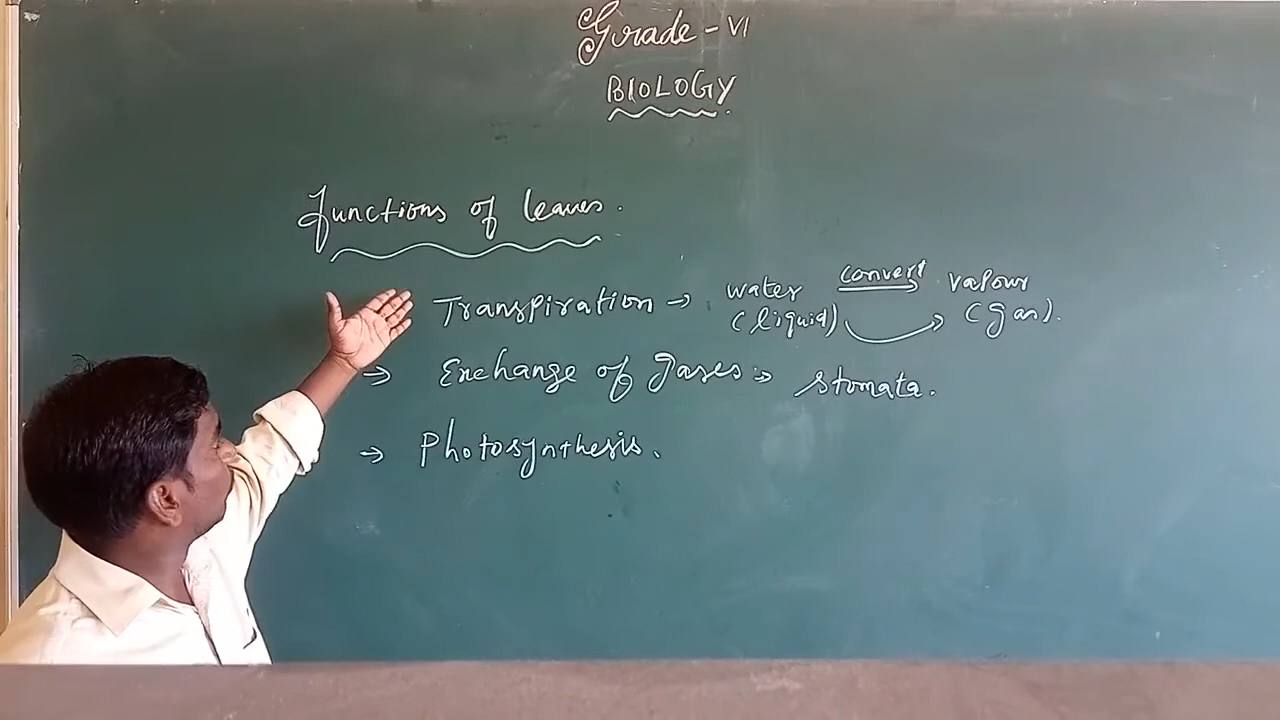 Grade - VI
BIOLOGY.
Functions of leaves.
Transpiration → water (liquid) convert → vapour (gas).
→ Exchange of gases :→ stomata.
→ Photosynthesis.